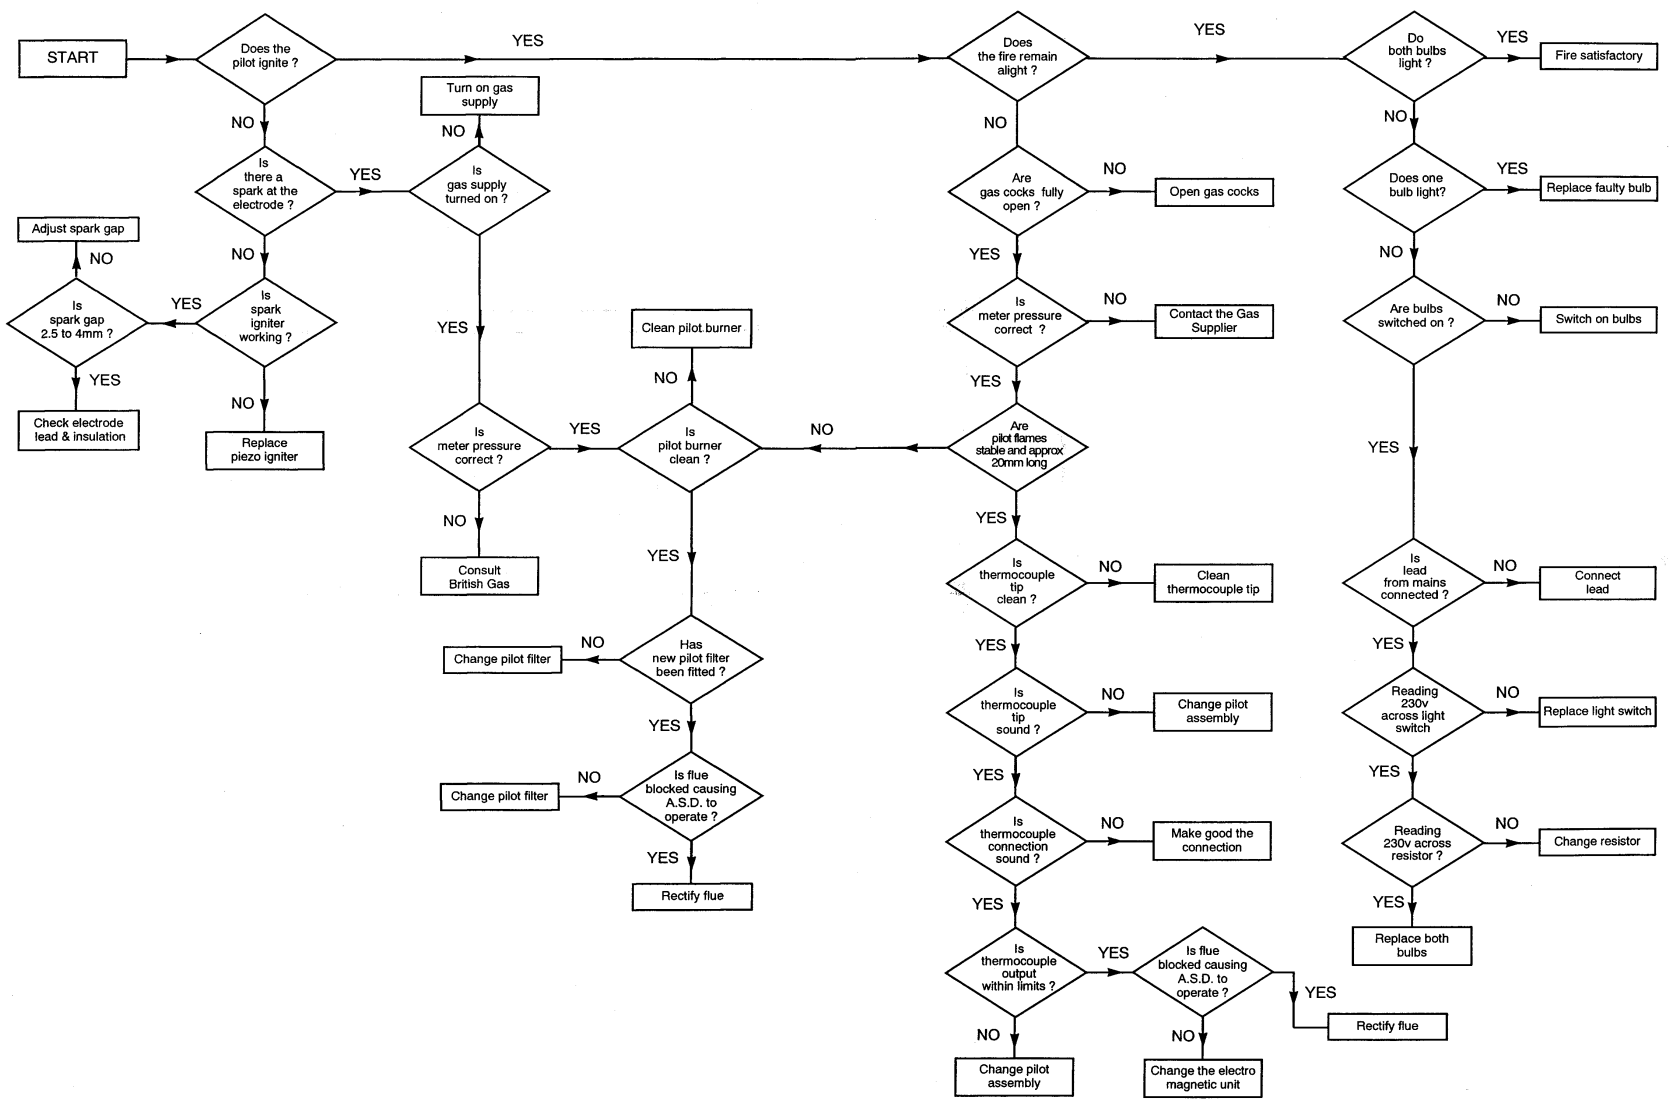 START
Does the
pilot ignite ?
YES
Does
the fire remain
alight ?
YES
Do
both bulbs
light ?
YES
Fire satisfactory
NO
Turn on gas
supply
NO
NO
NO
Is
there a
spark at the
electrode ?
YES
Is
gas supply
turned on ?
Are
gas cocks fully
open ?
NO
Open gas cocks
Does one
bulb light?
YES
Replace faulty bulb
Adjust spark gap
NO
NO
YES
NO
Is
spark gap
2.5 to 4mm ?
YES
Is
spark
igniter
working ?
YES
Clean pilot burner
Is
meter pressure
correct ?
NO
Contact the Gas
Supplier
Are bulbs
switched on ?
NO
Switch on bulbs
YES
NO
NO
YES
Check electrode
lead & insulation
Replace
piezo igniter
Is
meter pressure
correct ?
YES
Is
pilot burner
clean ?
NO
Are
pilot flames
stable and approx
20mm long
YES
NO
YES
YES
Consult
British Gas
Is
thermocouple
tip
clean ?
NO
Clean
thermocouple tip
Is
lead
from mains
connected ?
NO
Connect
lead
Change pilot filter
NO
Has
new pilot filter
been fitted ?
YES
YES
YES
Is
thermocouple
tip
sound ?
NO
Change pilot
assembly
Reading
230v
across light
switch
NO
Replace light switch
Change pilot filter
NO
Is flue
blocked causing
A.S.D. to
operate ?
YES
YES
YES
Rectify flue
Is
thermocouple
connection
sound ?
NO
Make good the
connection
Reading
230v across
resistor ?
NO
Change resistor
YES
YES
Replace both
bulbs
Is
thermocouple
output
within limits ?
YES
Is flue
blocked causing
A.S.D. to
operate ?
YES
Rectify flue
NO
NO
Change pilot
assembly
Change the electro
magnetic unit